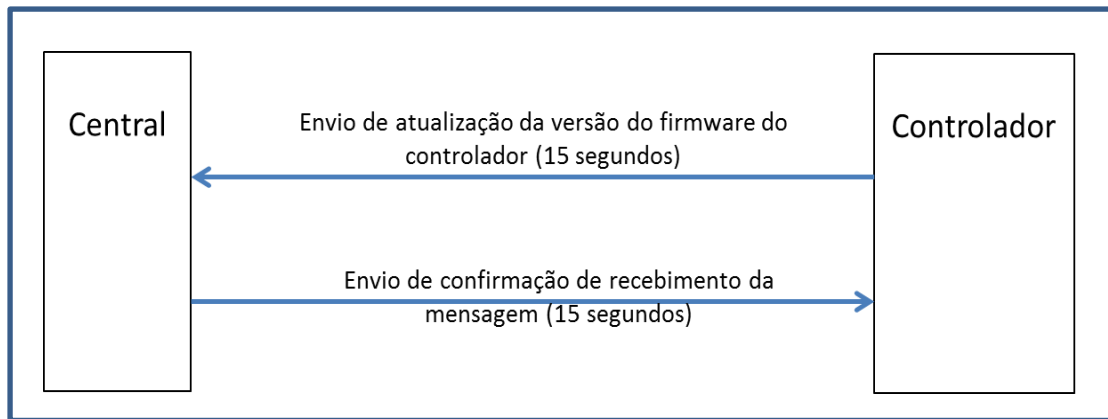 Central
Envio de atualização da versão do firmware do
controlador (15 segundos)
Controlador
Envio de confirmação de recebimento da
mensagem (15 segundos)